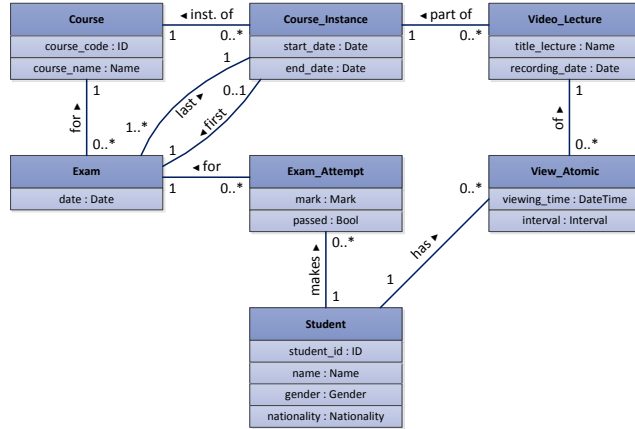 Course
course_code : ID
course_name : Name
◄ inst. of
1
0..*
Course_Instance
start_date : Date
end_date : Date
◄ part of
1
0..*
Video_Lecture
title_lecture : Name
recording_date : Date
1
for ►
0..*
1
last ►
1..*
0..1
◄ first
1
1
of ►
0..*
Exam
date : Date
◄ for
1
0..*
Exam_Attempt
mark : Mark
passed : Bool
0..*
View_Atomic
viewing_time : DateTime
interval : Interval
0..*
makes ►
1
has ►
1
Student
student_id : ID
name : Name
gender : Gender
nationality : Nationality